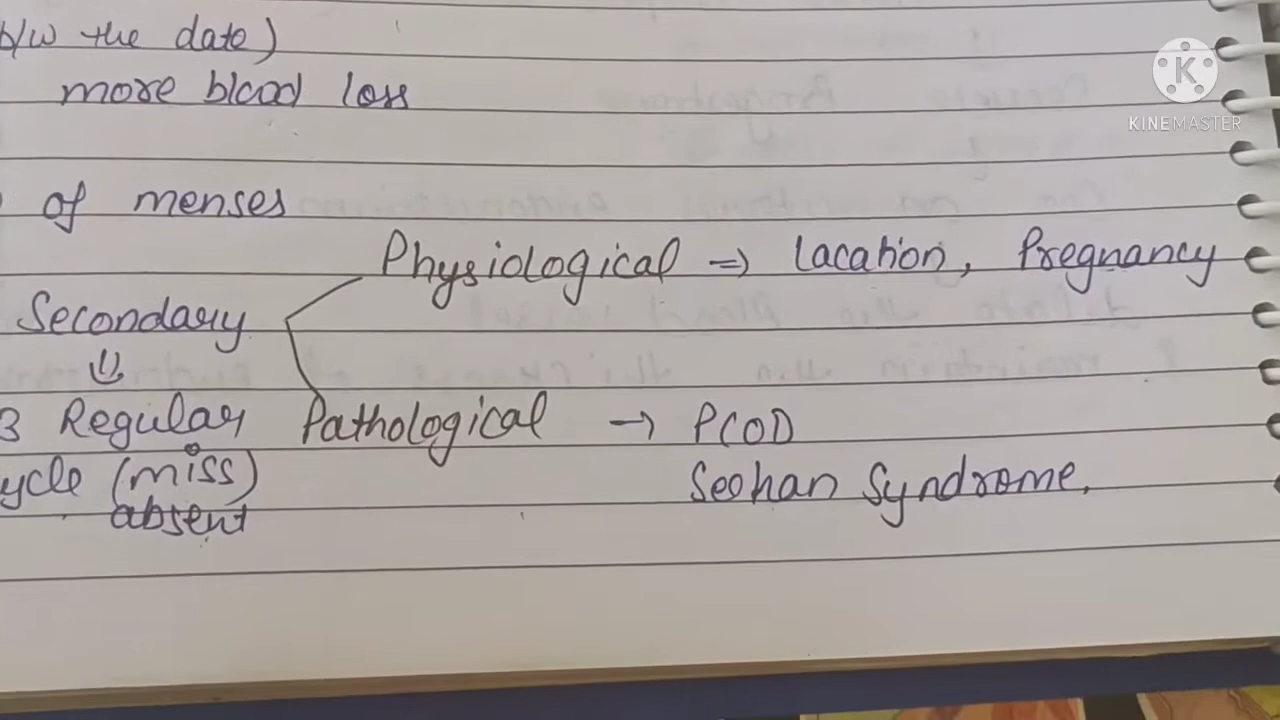 b/w the date)
more blood loss
of menses
Physiological => lacation, Pregnancy
Secondary
3 Regular Pathological → PCOD
ycle (miss) Seohan Syndrome.
absent
KINEMASTER